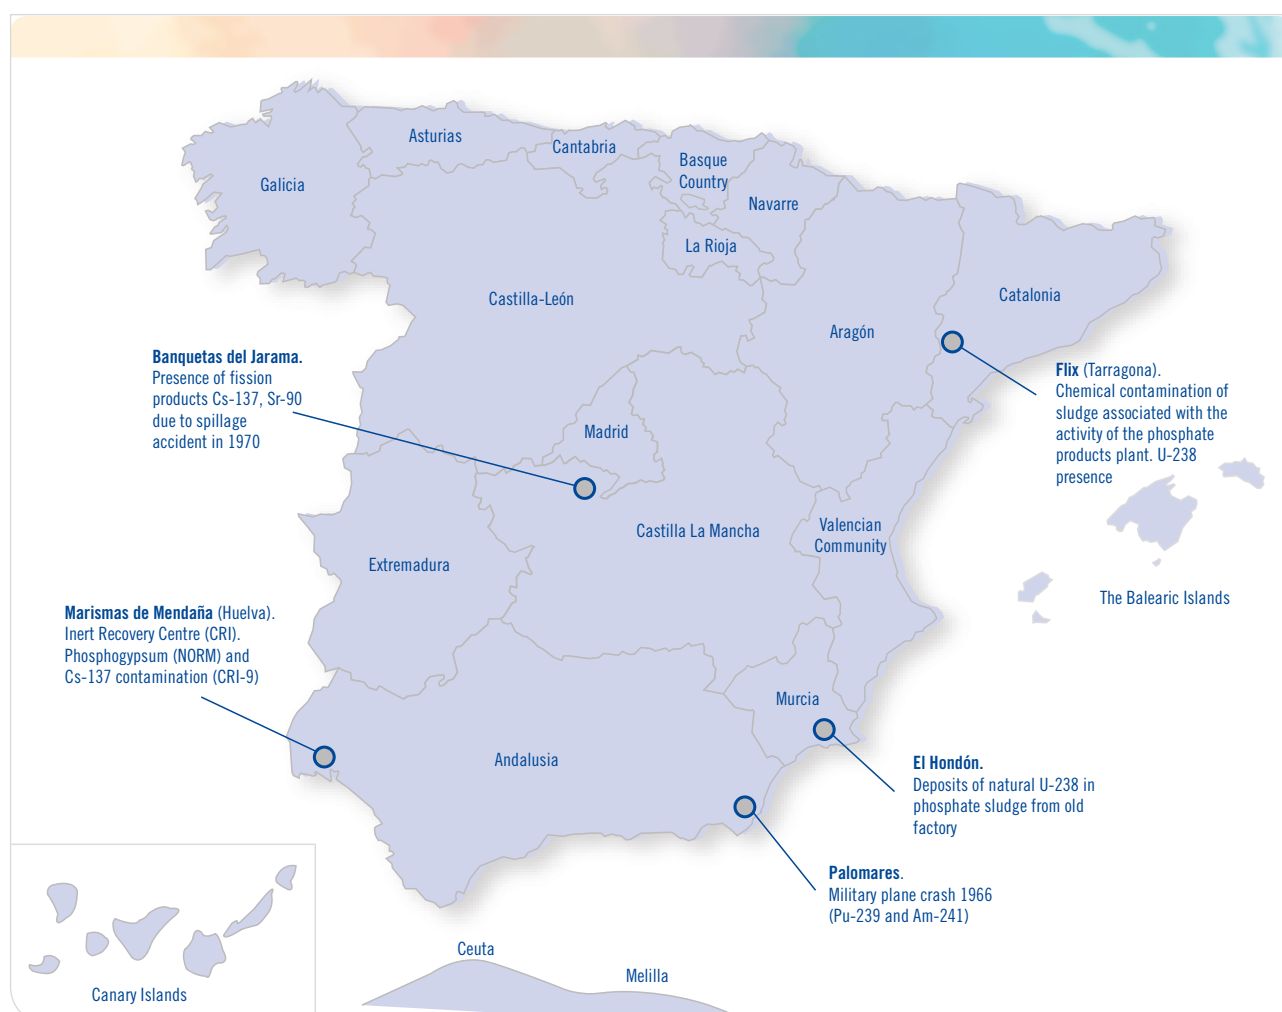 Asturias
Cantabria
Basque
Country
Galicia
Navarre
La Rioja
Castilla-León
Catalonia
Aragón
Banquetas del Jarama.
Presence of fission
products Cs-137, Sr-90
due to spillage
accident in 1970
Flix (Tarragona).
Chemical contamination of
sludge associated with the
activity of the phosphate
products plant. U-238
presence
Madrid
Castilla La Mancha
Valencian
Community
Extremadura
The Balearic Islands
Marismas de Mendaña (Huelva).
Inert Recovery Centre (CRI).
Phosphogypsum (NORM) and
Cs-137 contamination (CRI-9)
Murcia
Andalusia
El Hondón.
Deposits of natural U-238 in
phosphate sludge from old
factory
Palomares.
Military plane crash 1966
(Pu-239 and Am-241)
Ceuta
Melilla
Canary Islands